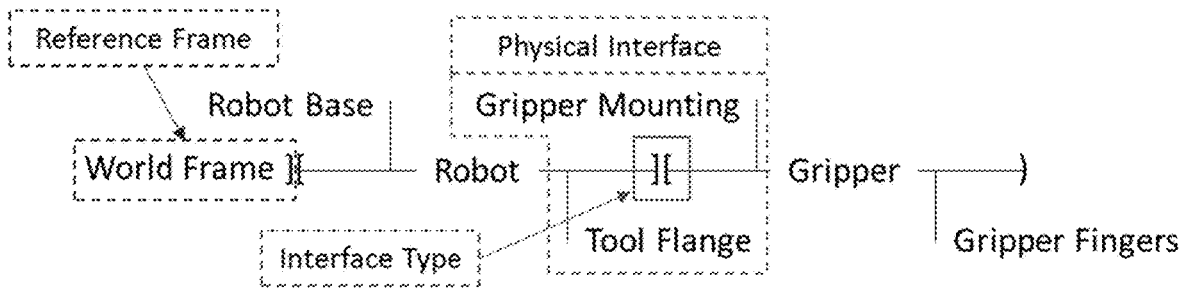 Reference Frame
Physical Interface
Robot Base
Gripper Mounting
World Frame ][
Robot
][
Gripper
)
Tool Flange
Gripper Fingers
Interface Type